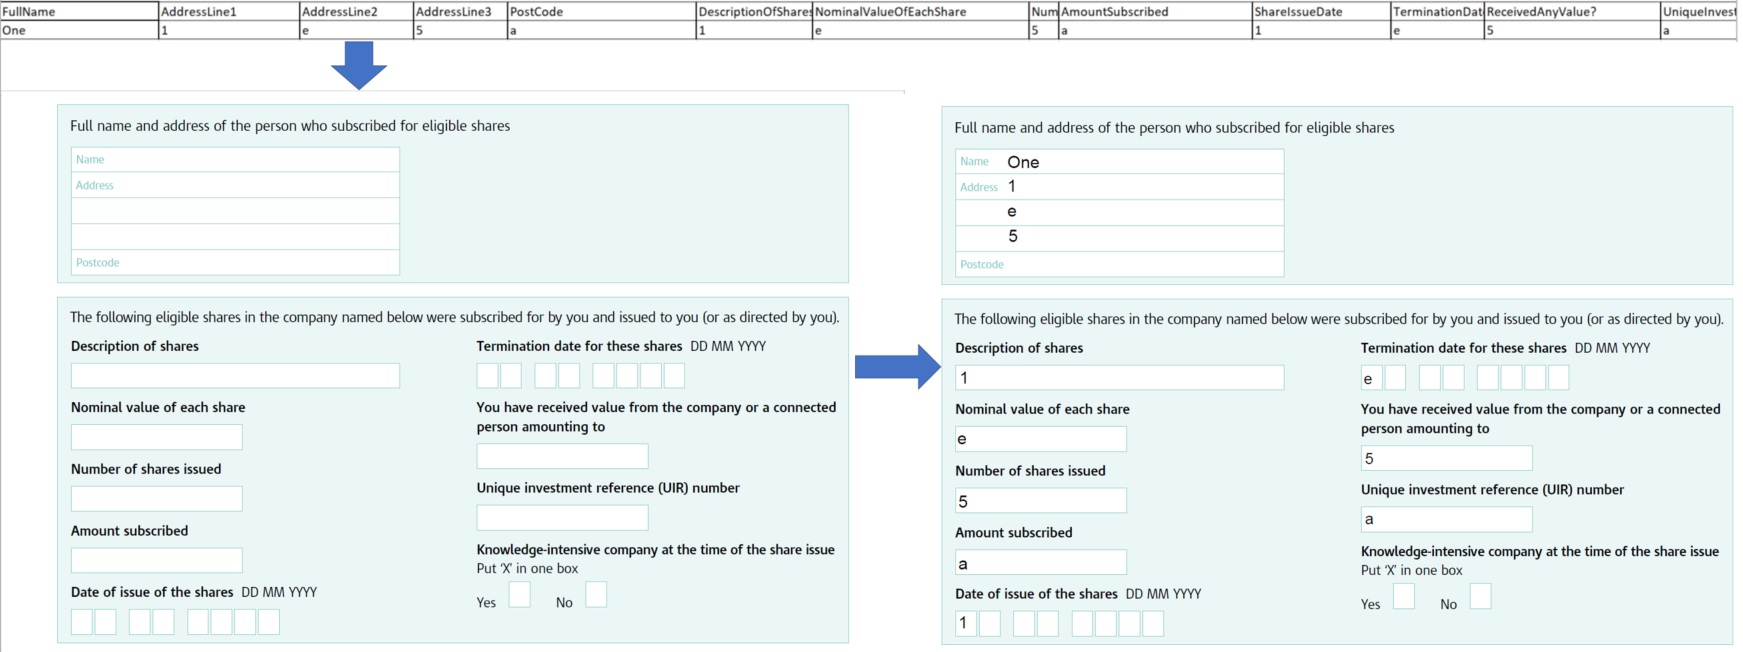 FullName AddressLine1 AddressLine2 AddressLine3 PostCode DescriptionOfShares NominalValueOfEachShare Num AmountSubscribed ShareIssueDate TerminationDat ReceivedAnyValue? UniqueInvest
One 1 e 5 a 1 e 5 a 1 e 5 a
Full name and address of the person who subscribed for eligible shares
Name
Address
Postcode
The following eligible shares in the company named below were subscribed for by you and issued to you (or as directed by you).
Description of shares
Nominal value of each share
Number of shares issued
Amount subscribed
Date of issue of the shares DD MM YYYY
Termination date for these shares DD MM YYYY
You have received value from the company or a connected
person amounting to
Unique investment reference (UIR) number
Knowledge-intensive company at the time of the share issue
Put ‘X’ in one box
Yes No
Full name and address of the person who subscribed for eligible shares
Name One
Address 1
e
5
Postcode
The following eligible shares in the company named below were subscribed for by you and issued to you (or as directed by you).
Description of shares
1
Nominal value of each share
e
Number of shares issued
5
Amount subscribed
a
Date of issue of the shares DD MM YYYY
1
Termination date for these shares DD MM YYYY
e
You have received value from the company or a connected
person amounting to
5
Unique investment reference (UIR) number
a
Knowledge-intensive company at the time of the share issue
Put ‘X’ in one box
Yes No